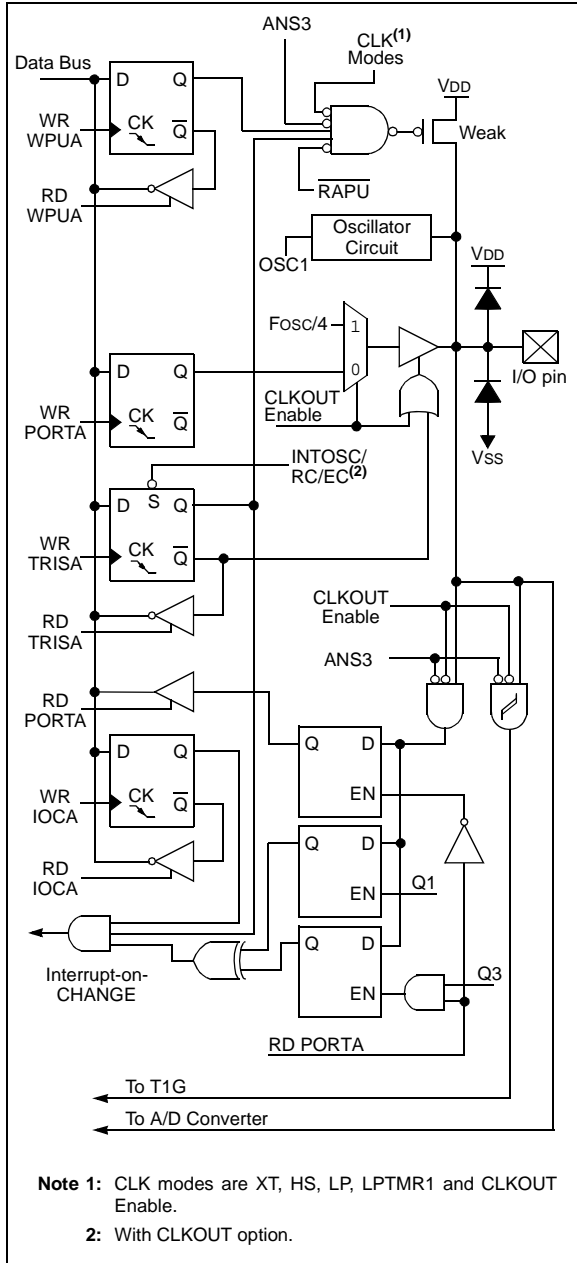 ANS3
CLK(1)
Modes
Data Bus
D Q
VDD
WR
WPUA
CK
Q
Weak
RD
WPUA
RAPU
Oscillator
Circuit
OSC1
VDD
FOSC/4
1
D Q
0
I/O pin
WR
PORTA
CK
Q
CLKOUT
Enable
VSS
INTOSC/
RC/EC(2)
D S Q
WR
TRISA
CK
Q
CLKOUT
Enable
RD
TRISA
ANS3
RD
PORTA
Q D
D Q
EN
WR
IOCA
CK
Q
Q D
RD
IOCA
EN
Q1
Q D
Interrupt-on-
CHANGE
Q3
EN
RD PORTA
To T1G
To A/D Converter
Note 1: CLK modes are XT, HS, LP, LPTMR1 and CLKOUT
Enable.
2: With CLKOUT option.